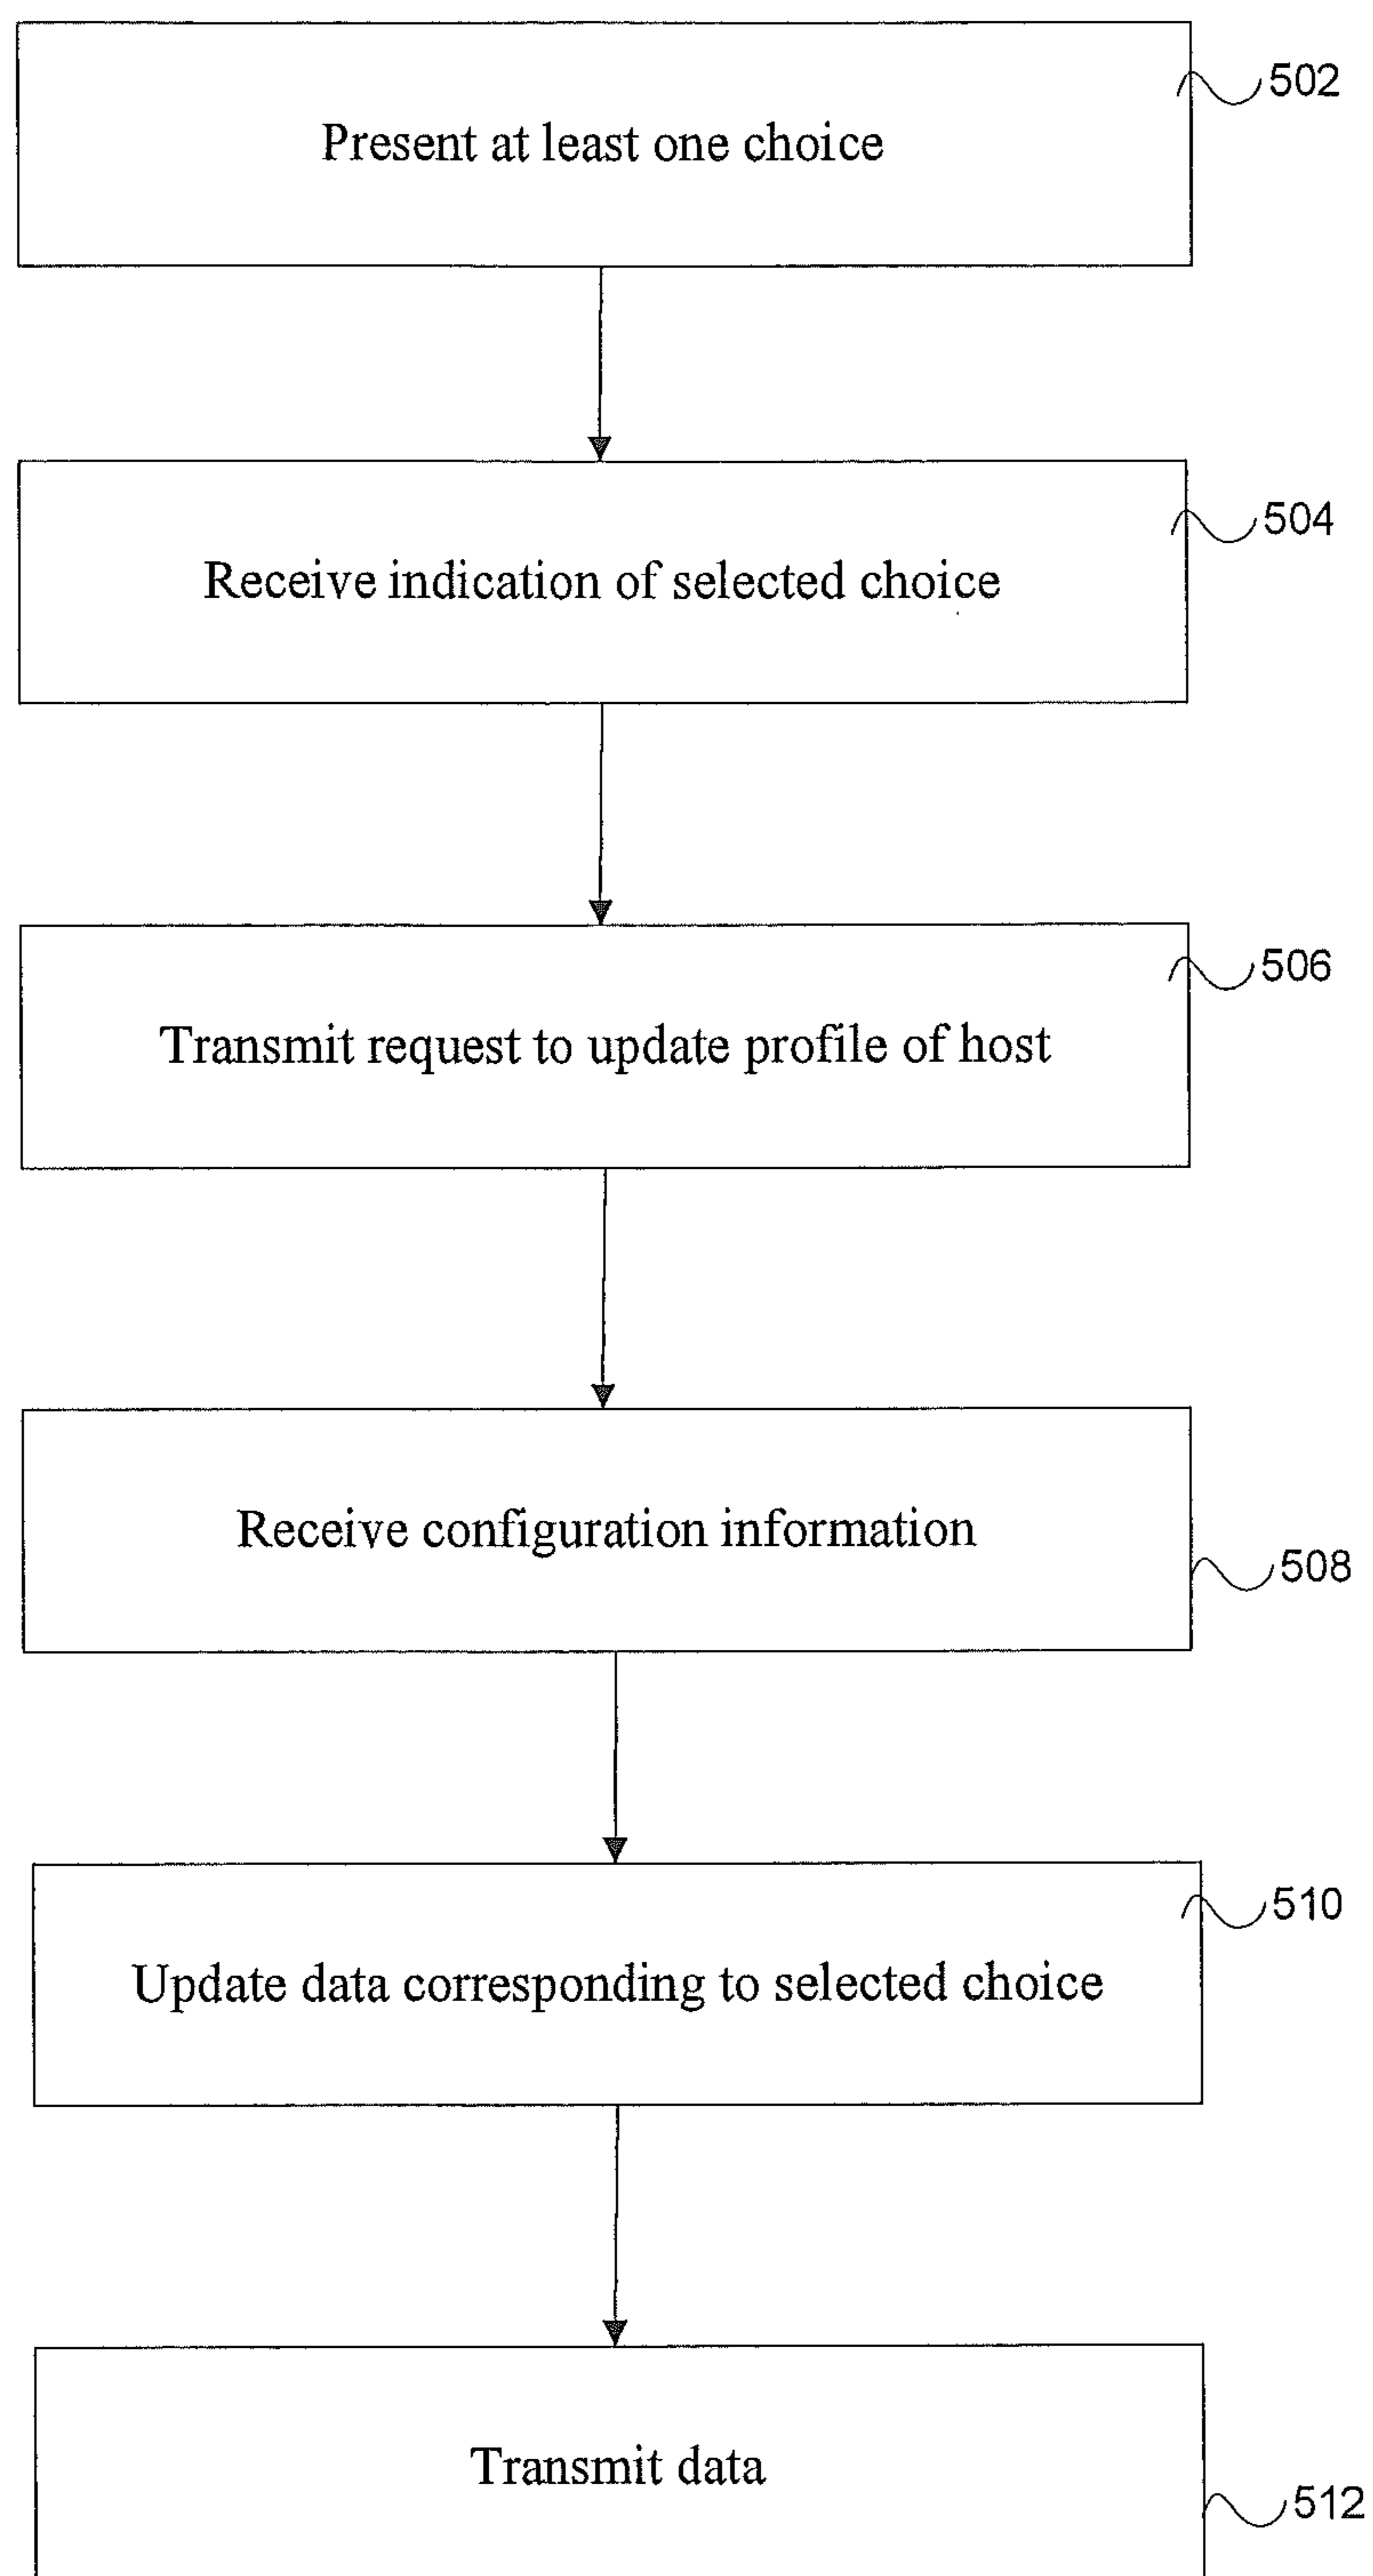 502
Present at least one choice
504
Receive indication of selected choice
506
Transmit request to update profile of host
Receive configuration information
508
510
Update data corresponding to selected choice
Transmit data
512